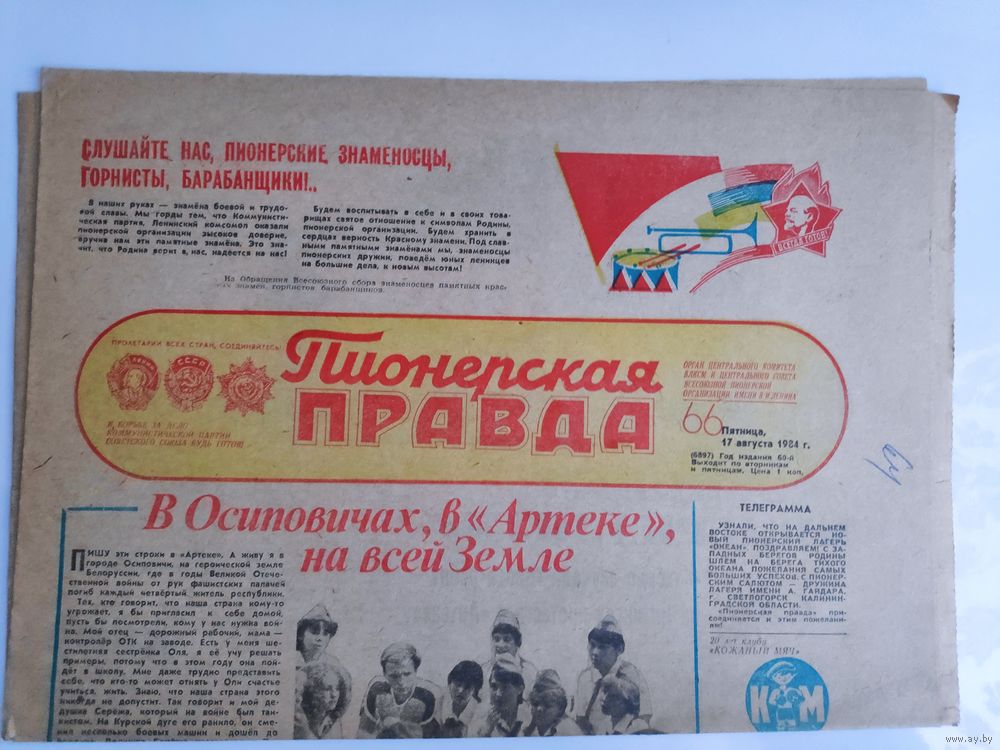 СЛУШАЙТЕ НАС, ПИОНЕРСКИЕ ЗНАМЕНОСЦЫ,
ГОРНИСТЫ, БАРАБАНЩИКИ!..
В наших руках — знамёна боевой и трудо-
вой славы. Мы горды тем, что Коммунисти-
ческая партия, Ленинский комсомол оказали
пионерской организации высокое доверие,
вручив нам эти памятные знамёна. Это зна-
чит, что Родина верит в нас, надеется на нас!
Будем воспитывать в себе и в своих това-
рищах святое отношение к символам Родины,
пионерской организации. Будем хранить в
сердцах верность Красному знамени. Под слав-
ными памятными знамёнами мы, знаменосцы
пионерских дружин, поведём юных ленинцев
на большие дела, к новым высотам!
Из Обращения Всесоюзного сбора знаменосцев памятных крас-
ных знамён, горнистов, барабанщиков.
ВСЕГДА ГОТОВ!
ПРОЛЕТАРИИ ВСЕХ СТРАН, СОЕДИНЯЙТЕСЬ!
ЛЕНИН
СССР
К БОРЬБЕ ЗА ДЕЛО
КОММУНИСТИЧЕСКОЙ ПАРТИИ
СОВЕТСКОГО СОЮЗА БУДЬ ГОТОВ!
Пионерская
ПРАВДА
ОРГАН ЦЕНТРАЛЬНОГО КОМИТЕТА
ВЛКСМ И ЦЕНТРАЛЬНОГО СОВЕТА
ВСЕСОЮЗНОЙ ПИОНЕРСКОЙ
ОРГАНИЗАЦИИ ИМЕНИ В.И.ЛЕНИНА
66
Пятница,
17 августа 1984 г.
(6897) Год издания 60-й
Выходит по вторникам
и пятницам. Цена 1 коп.
В Осиповичах, в «Артеке»,
на всей Земле
ПИШУ эти строки в «Артеке». А живу я в
городе Осиповичи, на героической земле
Белоруссии, где в годы Великой Отече-
ственной войны от рук фашистских палачей
погиб каждый четвёртый житель республики.
Тех, кто говорит, что наша страна кому-то
угрожает, я бы пригласил к себе домой,
пусть бы посмотрели, кому у нас нужна вой-
на. Мой отец — дорожный рабочий, мама —
контролёр ОТК на заводе. Есть у меня ше-
стилетняя сестрёнка Оля, я её учу решать
примеры, потому что в этом году она пой-
дёт в школу. Мне даже трудно представить
себе, что кто-то может отнять у Оли счастье
учиться, жить. Знаю, что наша страна этого
никогда не допустит. Так говорит и мой де-
душка Серёжа, который на войне был тан-
кистом. На Курской дуге его ранило, он сме-
нил несколько боевых машин и дошёл до
ТЕЛЕГРАММА
УЗНАЛИ, ЧТО НА ДАЛЬНЕМ
ВОСТОКЕ ОТКРЫВАЕТСЯ НО-
ВЫЙ ПИОНЕРСКИЙ ЛАГЕРЬ
«ОКЕАН». ПОЗДРАВЛЯЕМ! С ЗА-
ПАДНЫХ БЕРЕГОВ РОДИНЫ
ШЛЕМ НА БЕРЕГА ТИХОГО
ОКЕАНА ПОЖЕЛАНИЯ САМЫХ
БОЛЬШИХ УСПЕХОВ. С ПИОНЕР-
СКИМ САЛЮТОМ — ДРУЖИНА
ЛАГЕРЯ ИМЕНИ А. ГАЙДАРА,
Г. СВЕТЛОГОРСК КАЛИНИН-
ГРАДСКОЙ ОБЛАСТИ.
«Пионерская правда» при-
соединяется к этим пожелани-
ям!
20 лет клубу
«КОЖАНЫЙ МЯЧ»
К М
www.ay.by